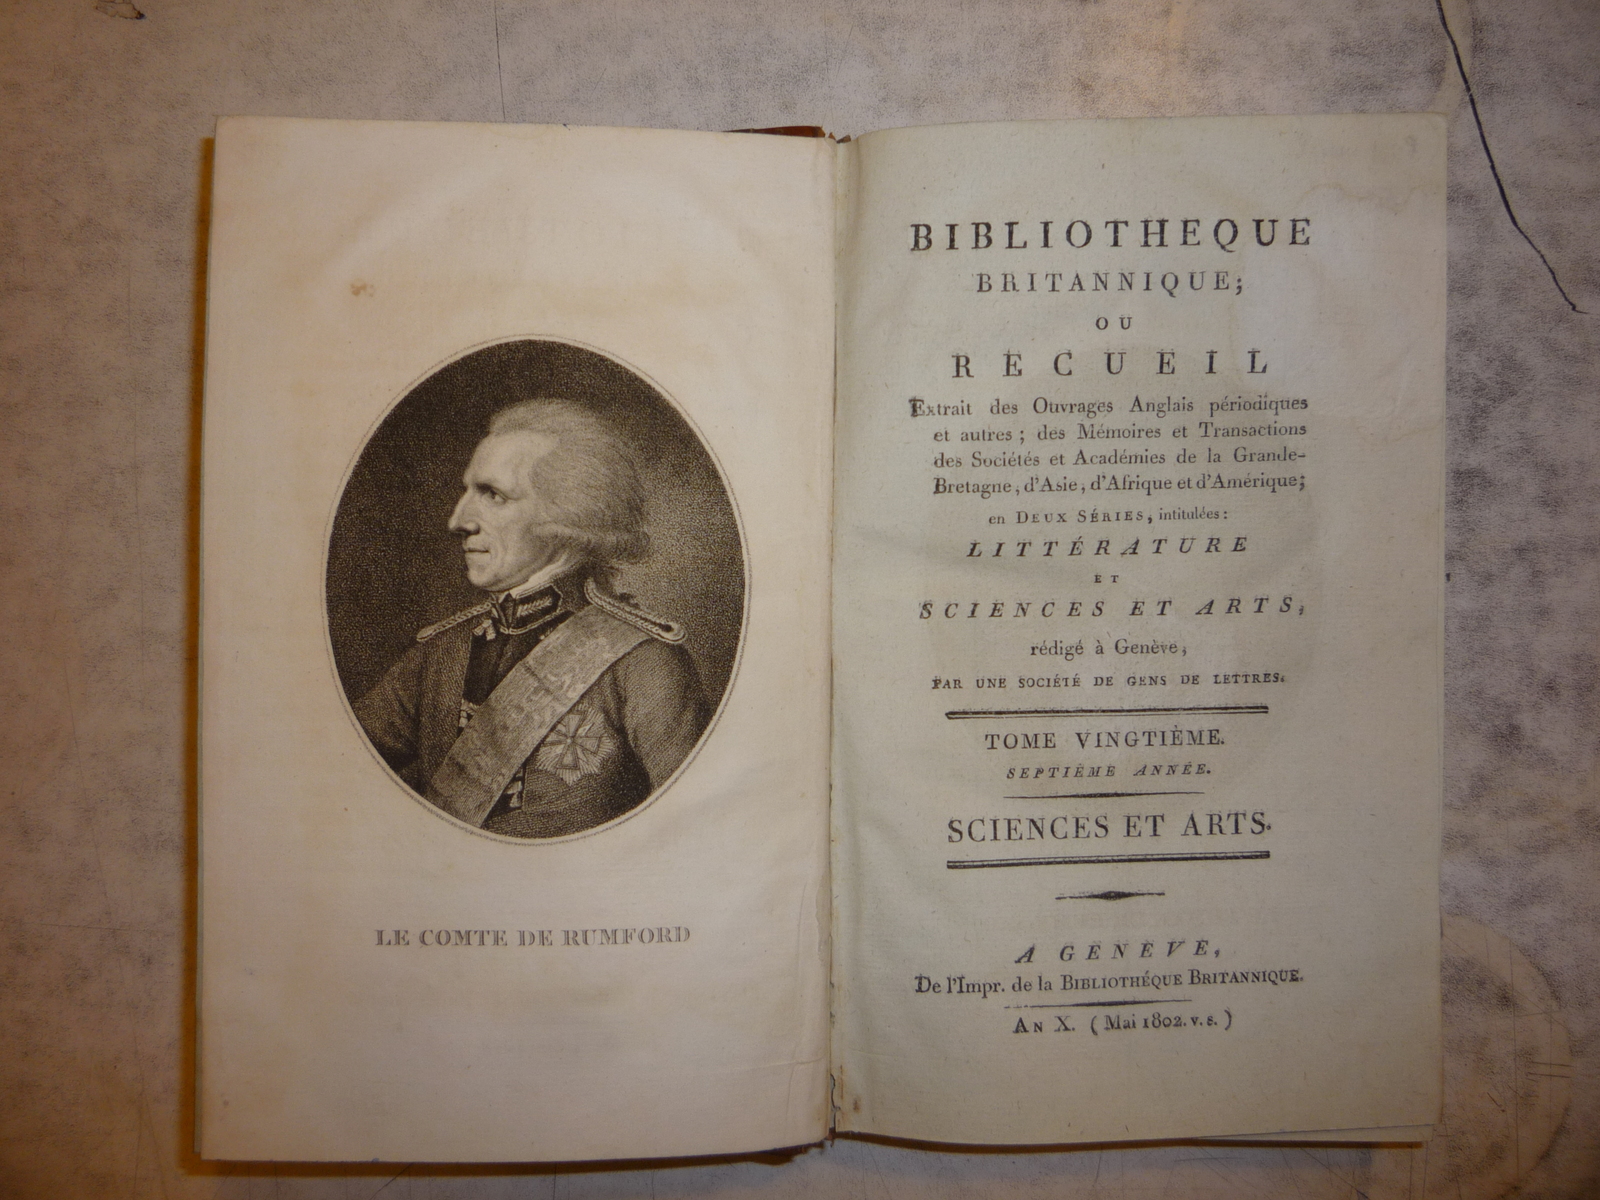 LE COMTE DE RUMFORD
BIBLIOTHEQUE
BRITANNIQUE;
OU
RECUEIL
Extrait des Ouvrages Anglais périodiques
et autres ; des Mémoires et Transactions
des Sociétés et Académies de la Grande-
Bretagne, d'Asie, d'Afrique et d'Amérique;
en DEUX SÉRIES, intitulées:
LITTÉRATURE
ET
SCIENCES ET ARTS,
rédigé à Genève,
PAR UNE SOCIÉTÉ DE GENS DE LETTRES.
TOME VINGTIÈME.
SEPTIÈME ANNÉE.
SCIENCES ET ARTS.
A GENÈVE,
De l'Impr. de la BIBLIOTHÉQUE BRITANNIQUE.
AN X. ( Mai 1802. v. s. )